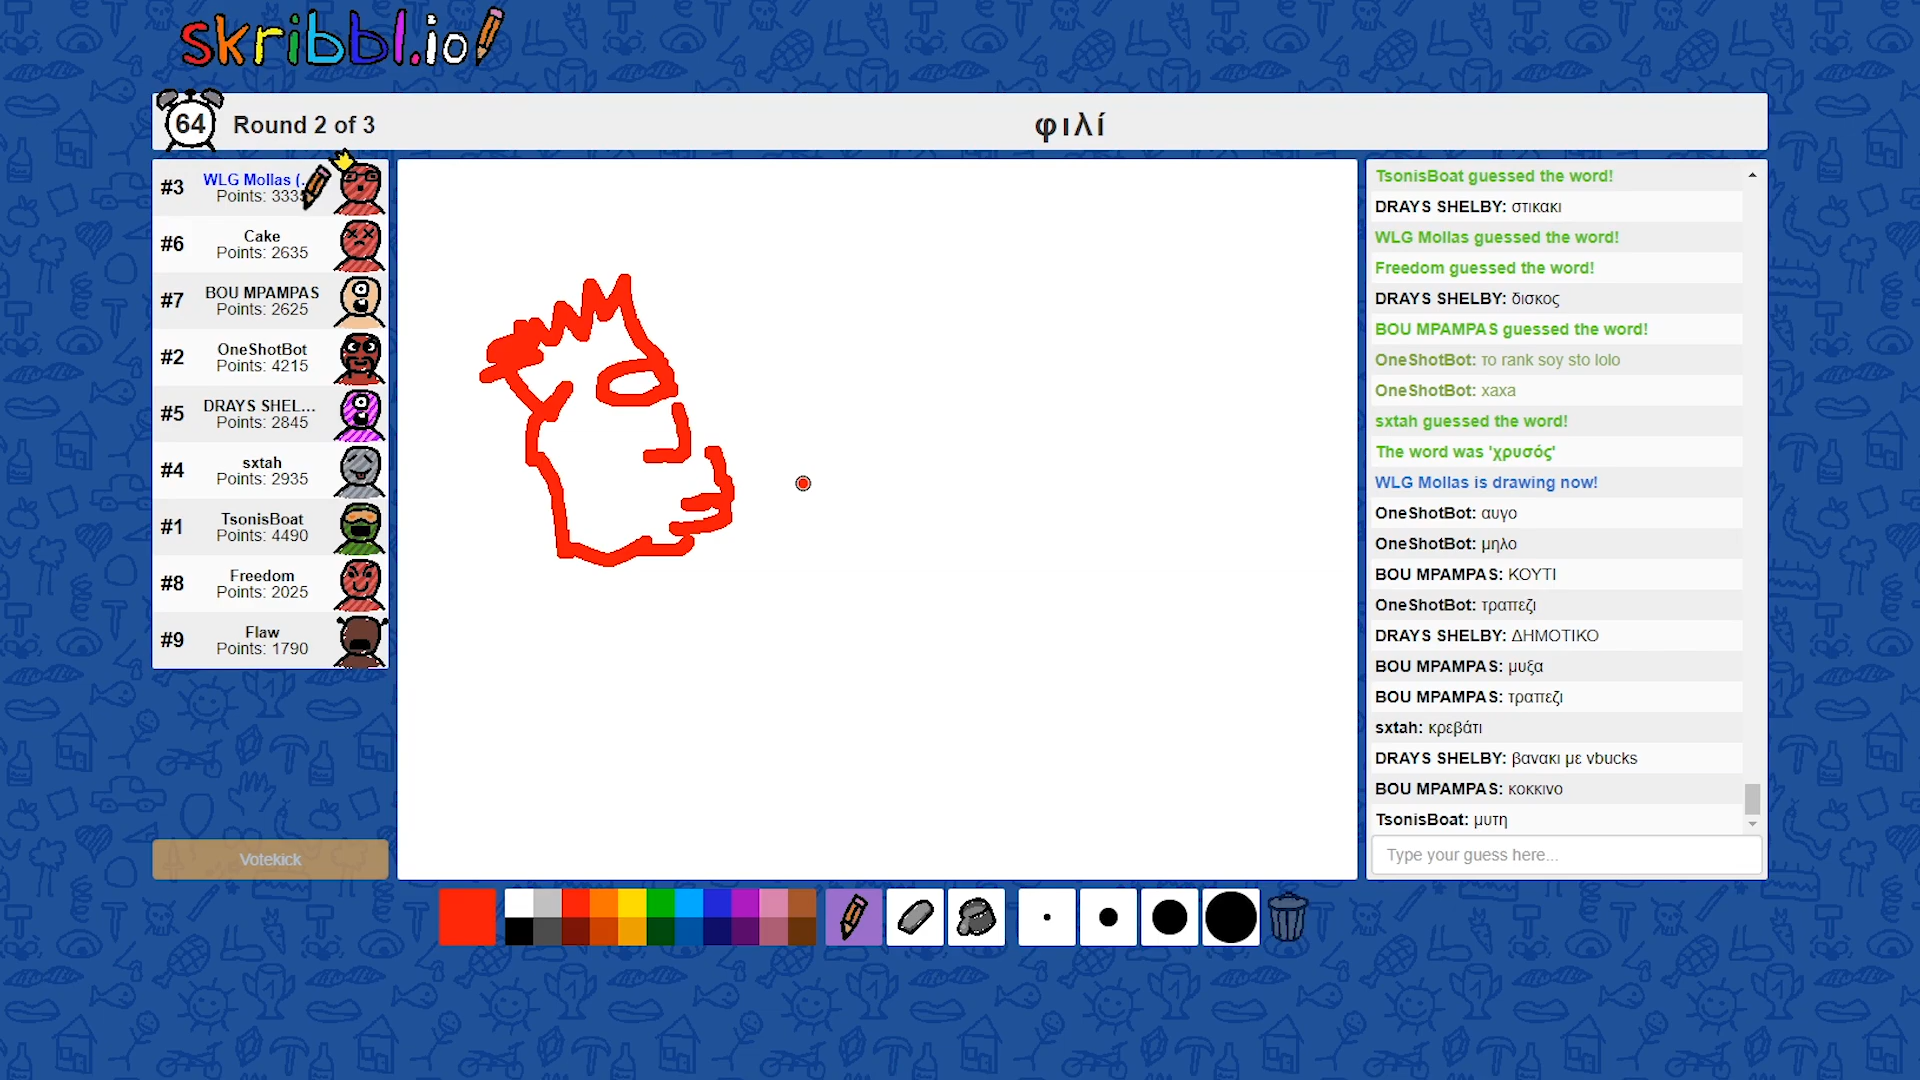 skribbl.io
64
Round 2 of 3
φιλί
#3
WLG Mollas (.
Points: 3335
#6
Cake
Points: 2635
#7
BOU MPAMPAS
Points: 2625
#2
OneShotBot
Points: 4215
#5
DRAYS SHEL...
Points: 2845
#4
sxtah
Points: 2935
#1
TsonisBoat
Points: 4490
#8
Freedom
Points: 2025
#9
Flaw
Points: 1790
Votekick
TsonisBoat guessed the word!
DRAYS SHELBY: στικακι
WLG Mollas guessed the word!
Freedom guessed the word!
DRAYS SHELBY: δισκος
BOU MPAMPAS guessed the word!
OneShotBot: το rank soy sto lolo
OneShotBot: χαχα
sxtah guessed the word!
The word was 'χρυσός'
WLG Mollas is drawing now!
OneShotBot: αυγο
OneShotBot: μηλο
BOU MPAMPAS: ΚΟΥΤΙ
OneShotBot: τραπεζι
DRAYS SHELBY: ΔΗΜΟΤΙΚΟ
BOU MPAMPAS: μυξα
BOU MPAMPAS: τραπεζι
sxtah: κρεβάτι
DRAYS SHELBY: βανακι με vbucks
BOU MPAMPAS: κοκκινο
TsonisBoat: μυτη
Type your guess here...